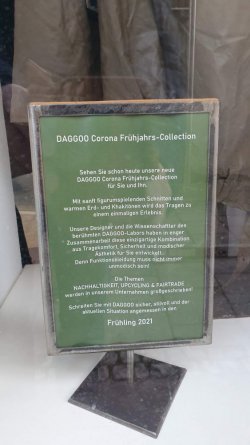 DAGGOO Corona Frühjahrs-Collection
Sehen Sie schon heute unsere neue
DAGGOO Corona Frühjahrs-Collection
für Sie und Ihn.
Mit sanft figurumspielenden Schnitten und
warmen Erd- und Khakitönen wird das Tragen zu
einem einmaligen Erlebnis.
Unsere Designer und die Wissenschaftler des
berühmten DAGGOO-Labors haben in enger
Zusammenarbeit diese einzigartige Kombination
aus Tragekomfort, Sicherheit und modischer
Ästhetik für Sie entwickelt.
Denn Funktionskleidung muss nicht immer
unmodisch sein!
Die Themen
NACHHALTIGKEIT, UPCYCLING & FAIRTRADE
werden in unserem Unternehmen großgeschrieben!
Schreiten Sie mit DAGGOO sicher, stilvoll und der
aktuellen Situation angemessen in den
Frühling 2021